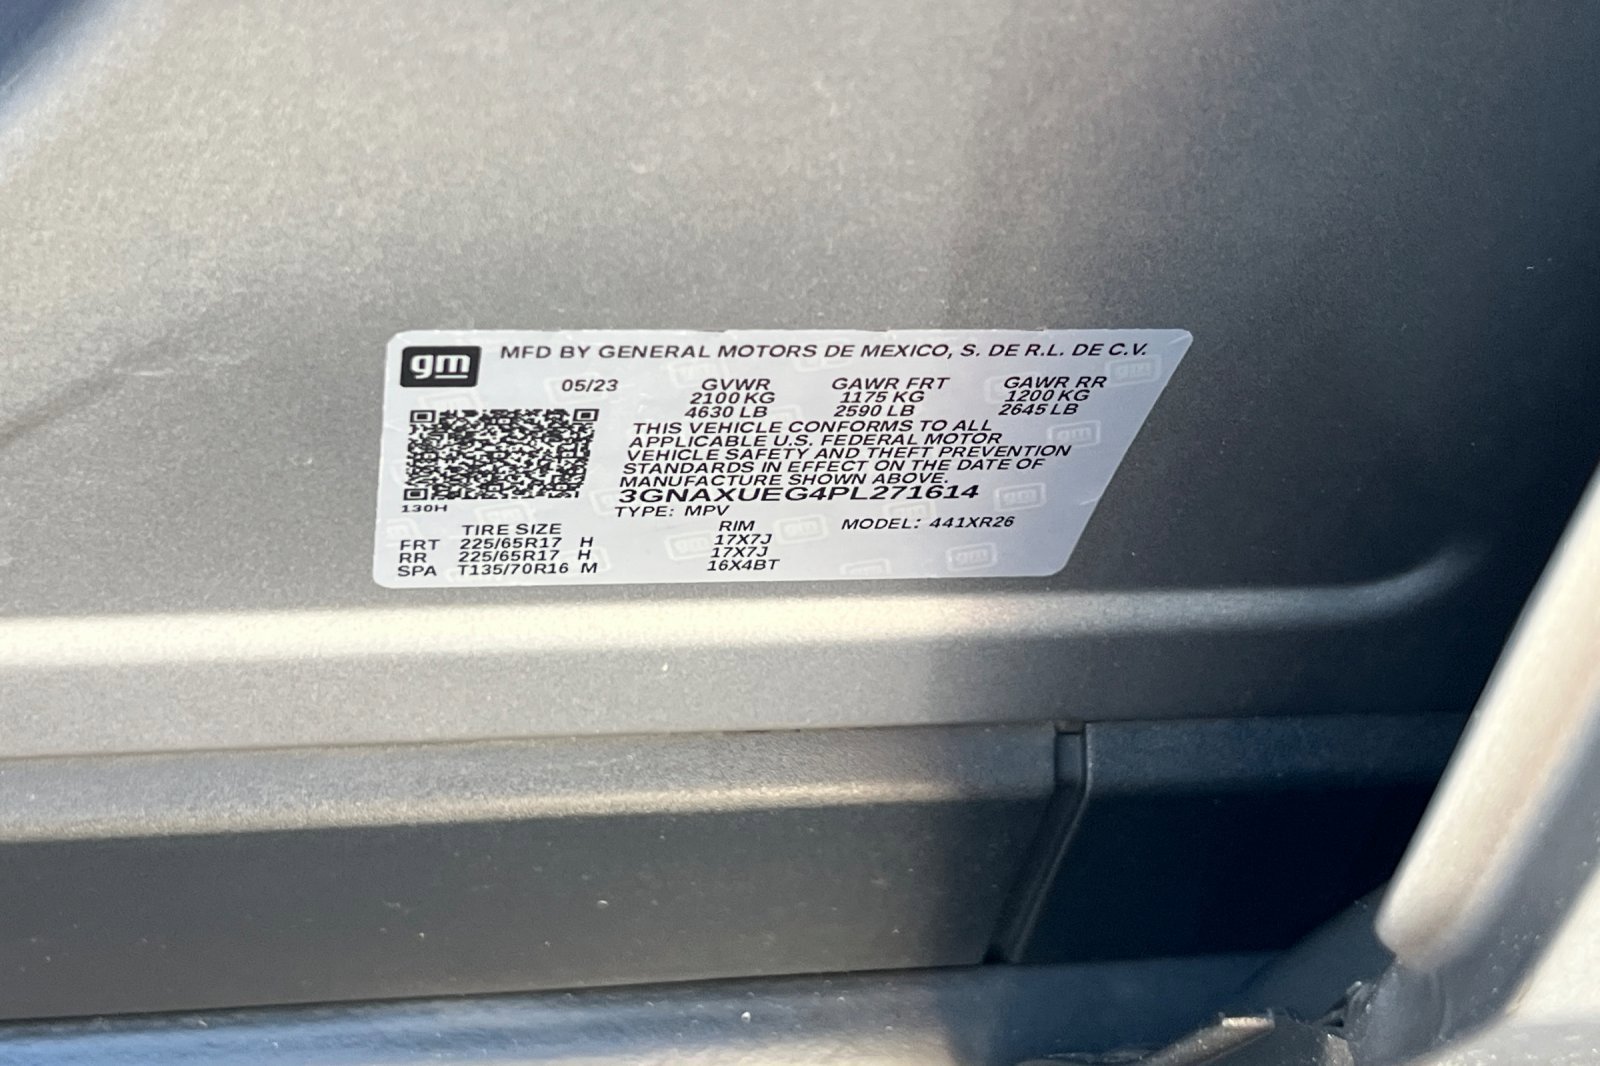 gm MFD BY GENERAL MOTORS DE MEXICO, S. DE R.L. DE C.V.
05/23 GVWR GAWR FRT GAWR RR
2100 KG 1175 KG 1200 KG
4630 LB 2590 LB 2645 LB
THIS VEHICLE CONFORMS TO ALL
APPLICABLE U.S. FEDERAL MOTOR
VEHICLE SAFETY AND THEFT PREVENTION
STANDARDS IN EFFECT ON THE DATE OF
MANUFACTURE SHOWN ABOVE.
3GNAXUEG4PL271614
130H
TYPE: MPV
TIRE SIZE RIM MODEL: 441XR26
FRT 225/65R17 H 17X7J
RR 225/65R17 H 17X7J
SPA T135/70R16 M 16X4BT